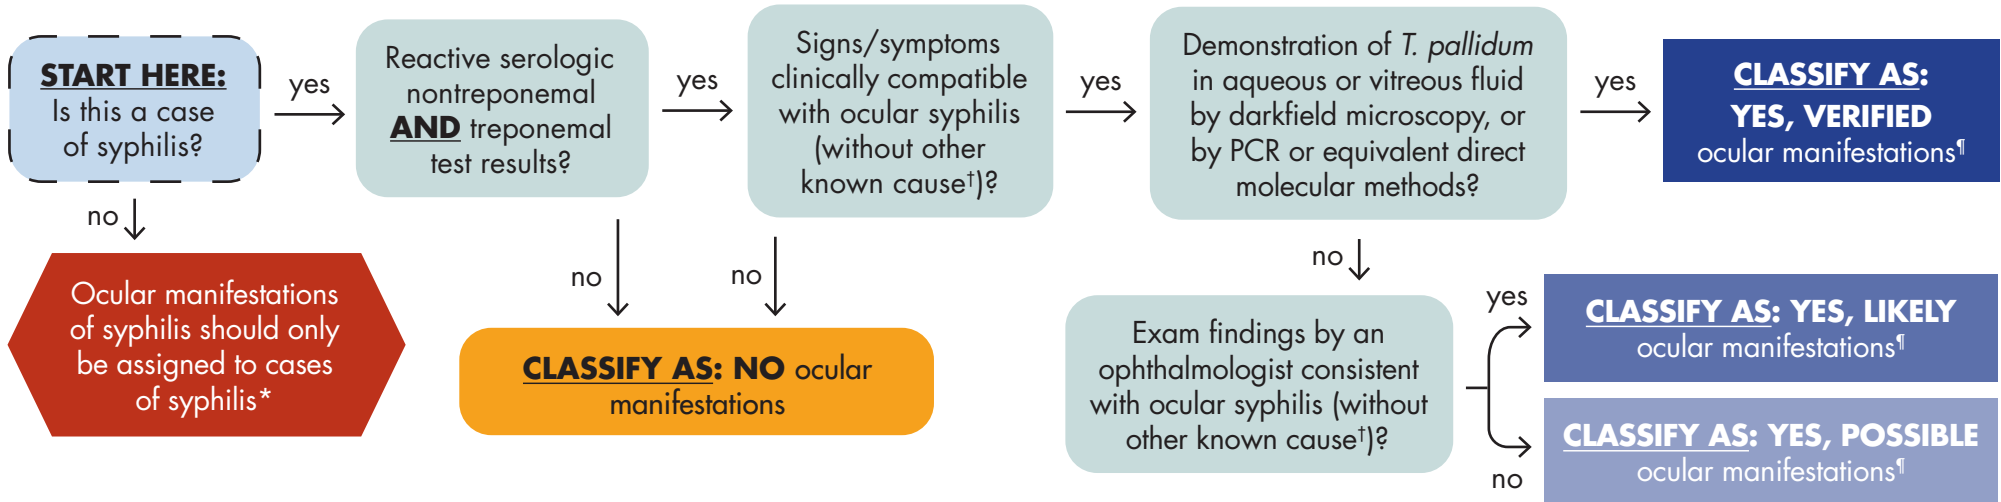 START HERE:
Is this a case
of syphilis?
yes
no
Ocular manifestations
of syphilis should only
be assigned to cases
of syphilis*
Reactive serologic
nontreponemal
AND treponemal
test results?
yes
no
Signs/symptoms
clinically compatible
with ocular syphilis
(without other
known cause†)?
yes
no
CLASSIFY AS: NO ocular
manifestations
Demonstration of T. pallidum
in aqueous or vitreous fluid
by darkfield microscopy, or
by PCR or equivalent direct
molecular methods?
yes
no
CLASSIFY AS:
YES, VERIFIED
ocular manifestations¶
Exam findings by an
ophthalmologist consistent
with ocular syphilis (without
other known cause†)?
yes
CLASSIFY AS: YES, LIKELY
ocular manifestations¶
no
CLASSIFY AS: YES, POSSIBLE
ocular manifestations¶